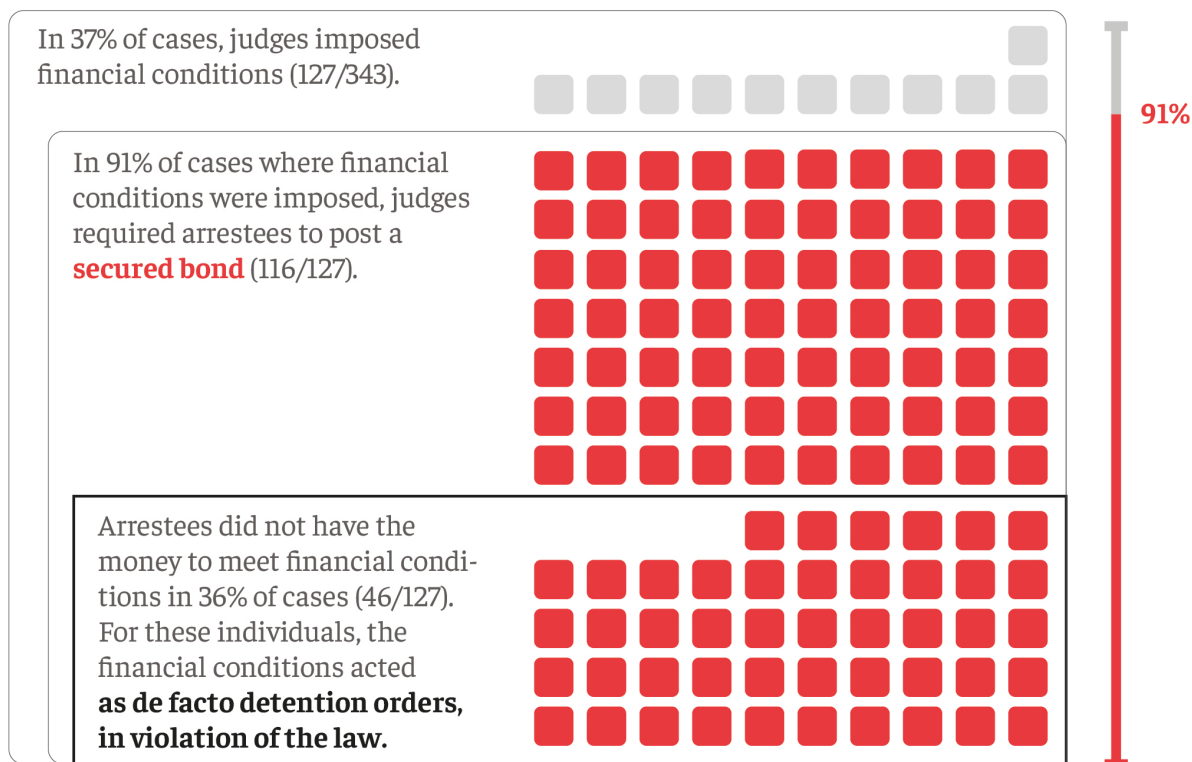 In 37% of cases, judges imposed
financial conditions (127/343).
91%
In 91% of cases where financial
conditions were imposed, judges
required arrestees to post a
secured bond (116/127).
Arrestees did not have the
money to meet financial condi-
tions in 36% of cases (46/127).
For these individuals, the
financial conditions acted
as de facto detention orders,
in violation of the law.